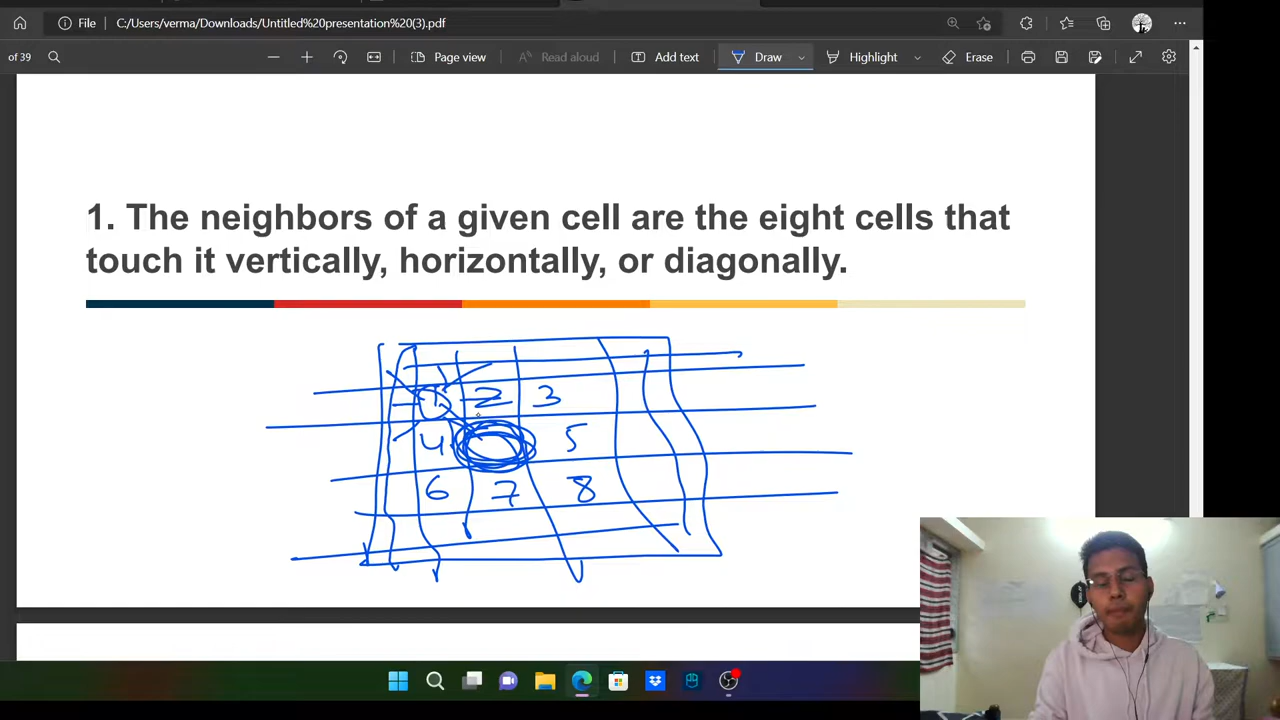 File C:/Users/verma/Downloads/Untitled%20presentation%20(3).pdf
of 39 Page view Read aloud Add text Draw Highlight Erase
1. The neighbors of a given cell are the eight cells that
touch it vertically, horizontally, or diagonally.
1 2 3
4 5
6 7 8